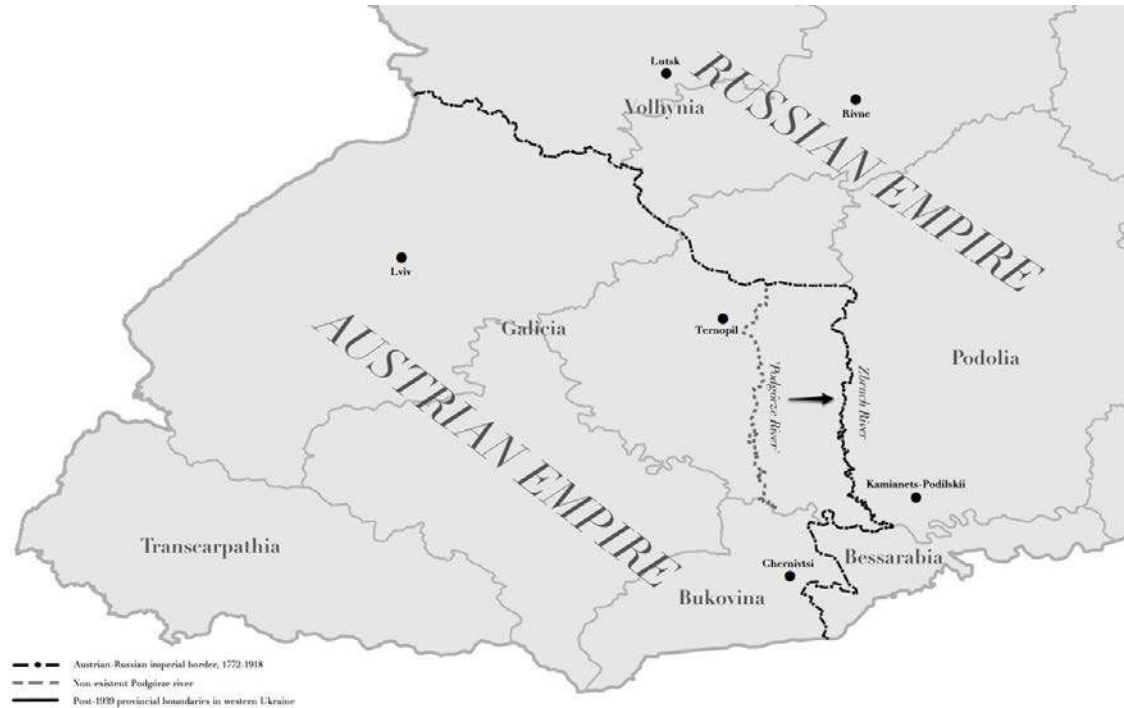 Lutsk
Volhynia
RUSSIAN EMPIRE
Rivne
Lviv
Galicia
Ternopil
'Podgórze River'
Zbruch River
Podolia
AUSTRIAN EMPIRE
Kamianets-Podilskii
Transcarpathia
Chernivtsi
Bessarabia
Bukovina
Austrian-Russian imperial border, 1772-1918
Non-existent Podgórze river
Post-1939 provincial boundaries in western Ukraine